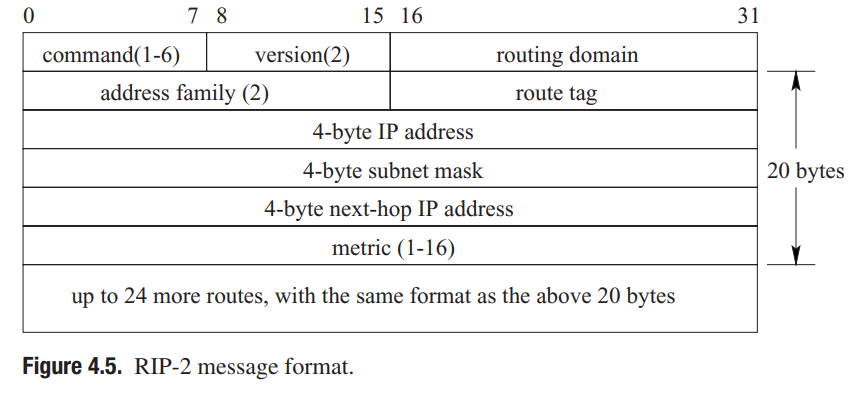 0 7 8 15 16 31
command(1-6) version(2) routing domain
address family (2) route tag
4-byte IP address
4-byte subnet mask
20 bytes
4-byte next-hop IP address
metric (1-16)
up to 24 more routes, with the same format as the above 20 bytes
Figure 4.5. RIP-2 message format.